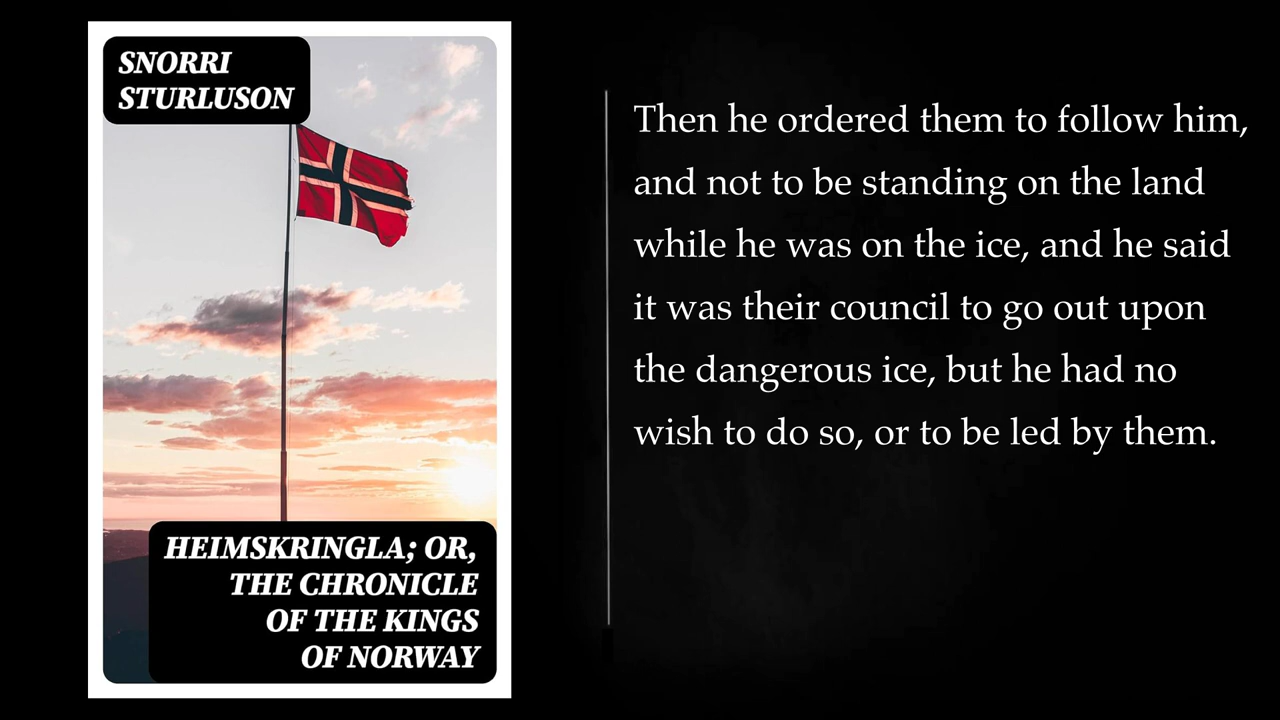 SNORRI
STURLUSON
HEIMSKRINGLA; OR,
THE CHRONICLE
OF THE KINGS
OF NORWAY
Then he ordered them to follow him,
and not to be standing on the land
while he was on the ice, and he said
it was their council to go out upon
the dangerous ice, but he had no
wish to do so, or to be led by them.